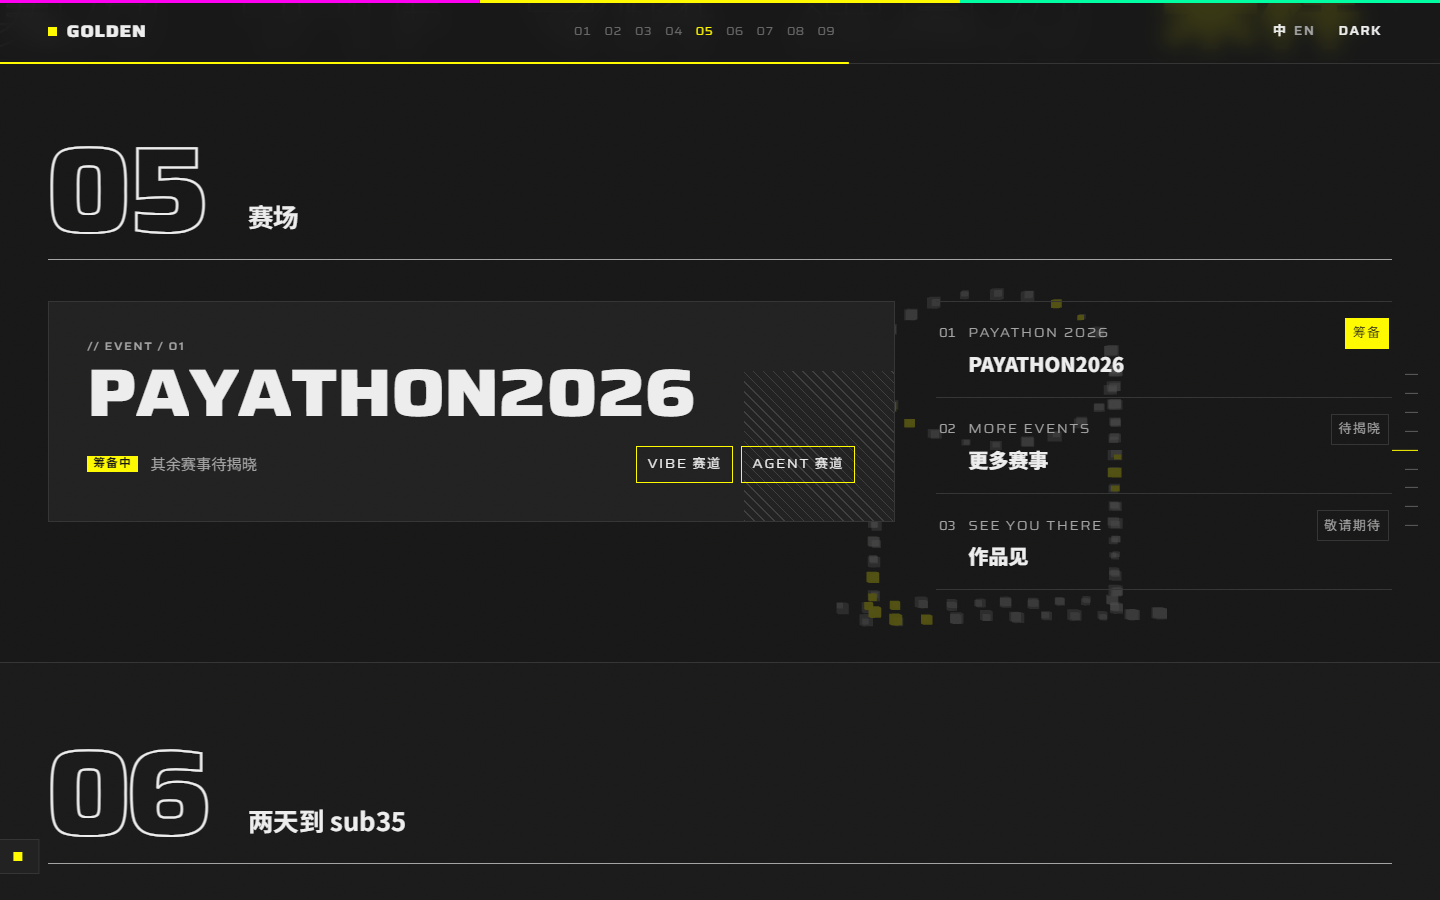 GOLDEN
01 02 03 04 05 06 07 08 09
中 EN DARK
05 赛场
// EVENT / 01
PAYATHON2026
筹备中 其余赛事待揭晓
VIBE 赛道 AGENT 赛道
01 PAYATHON 2026 筹备
PAYATHON2026
02 MORE EVENTS 待揭晓
更多赛事
03 SEE YOU THERE 敬请期待
作品见
06 两天到 sub35